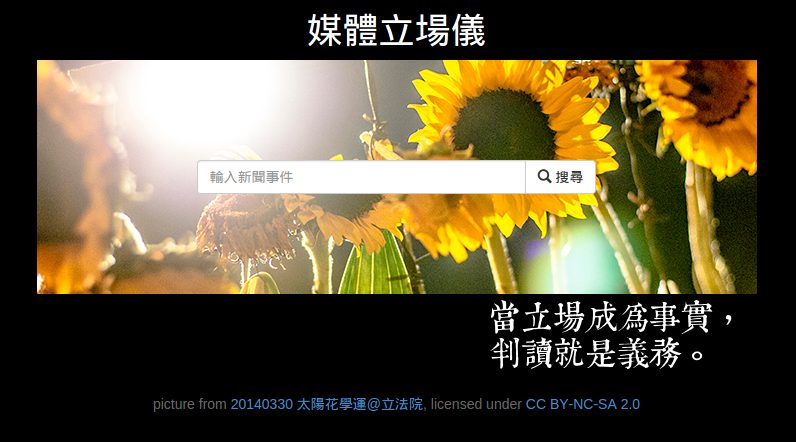 媒體立場儀
輸入新聞事件 搜尋
當立場成為事實，
判讀就是義務。
picture from 20140330 太陽花學運@立法院, licensed under CC BY-NC-SA 2.0